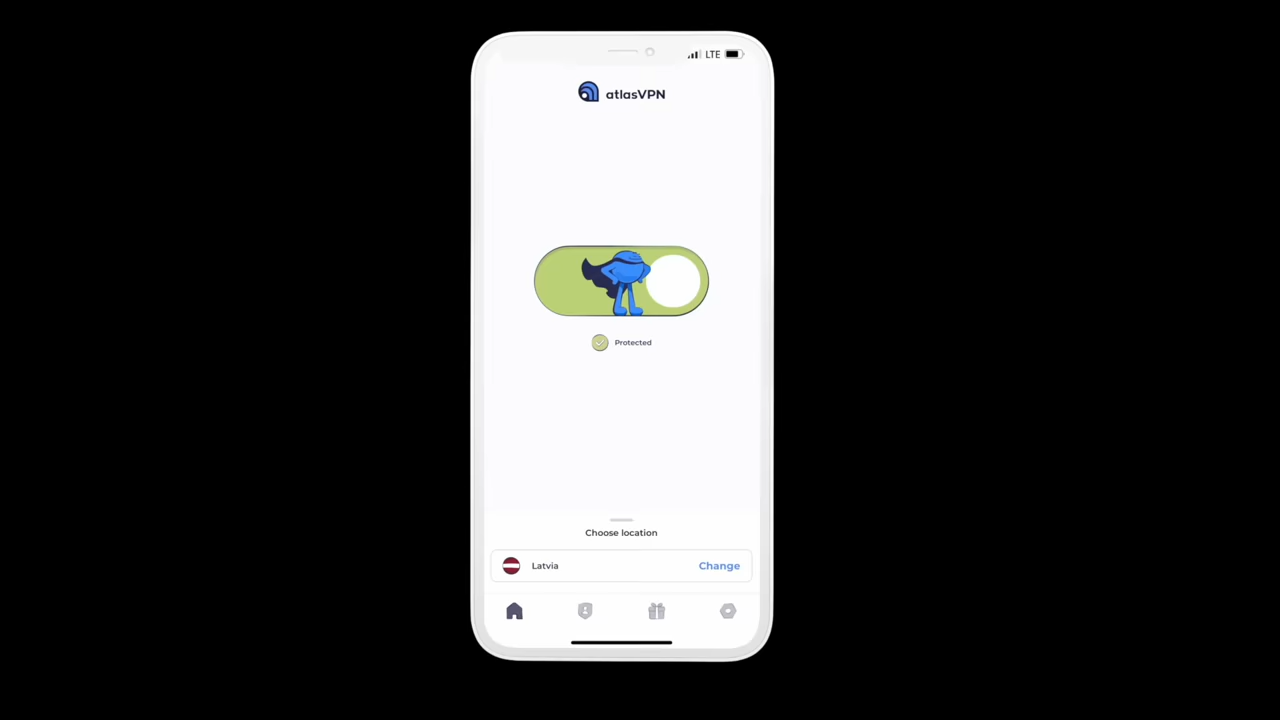 LTE
atlasVPN
Protected
Choose location
Latvia
Change